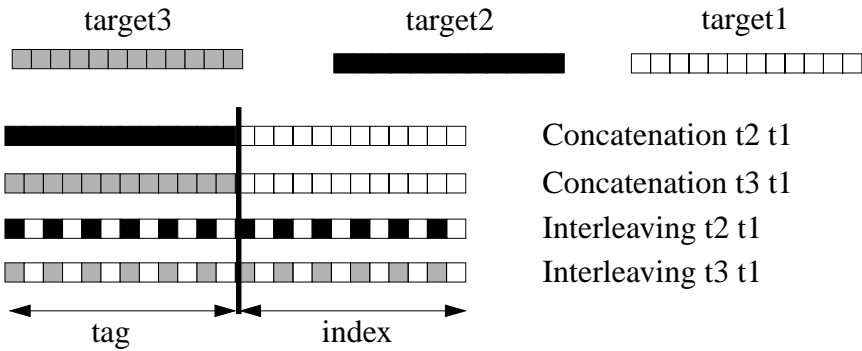 target3
target2
target1
Concatenation t2 t1
Concatenation t3 t1
Interleaving t2 t1
Interleaving t3 t1
tag
index